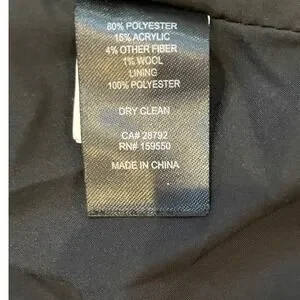 80% POLYESTER
15% ACRYLIC
4% OTHER FIBER
1% WOOL
LINING
100% POLYESTER
DRY CLEAN
CA# 28792
RN# 159550
MADE IN CHINA